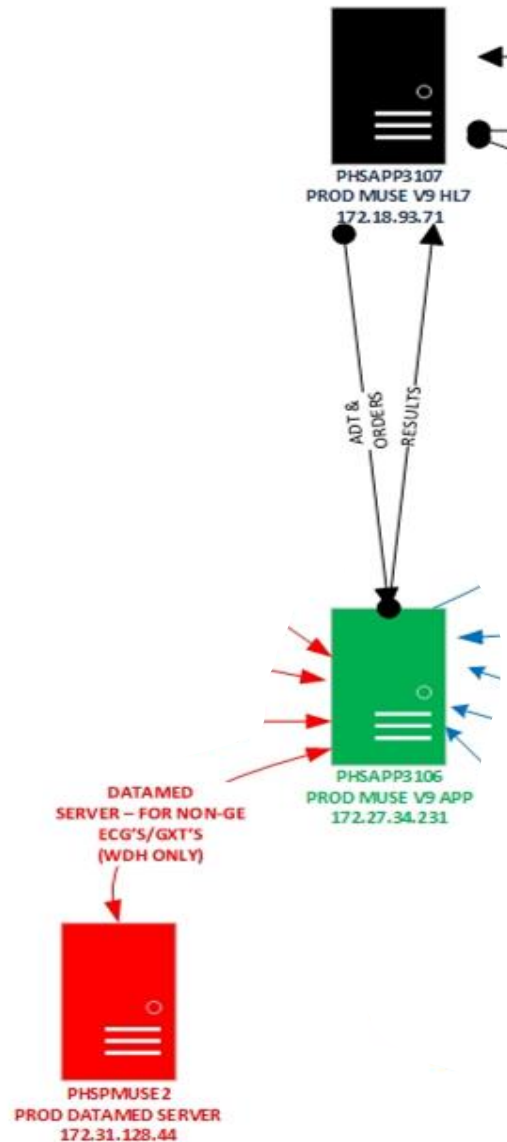 PHSAPP3107
PROD MUSE V9 HL7
172.18.93.71
ADT &
ORDERS
RESULTS
PHSAPP3106
PROD MUSE V9 APP
172.27.34.231
DATAMED
SERVER – FOR NON-GE
ECG'S/GXT'S
(WDH ONLY)
PHSPMUSE2
PROD DATAMED SERVER
172.31.128.44